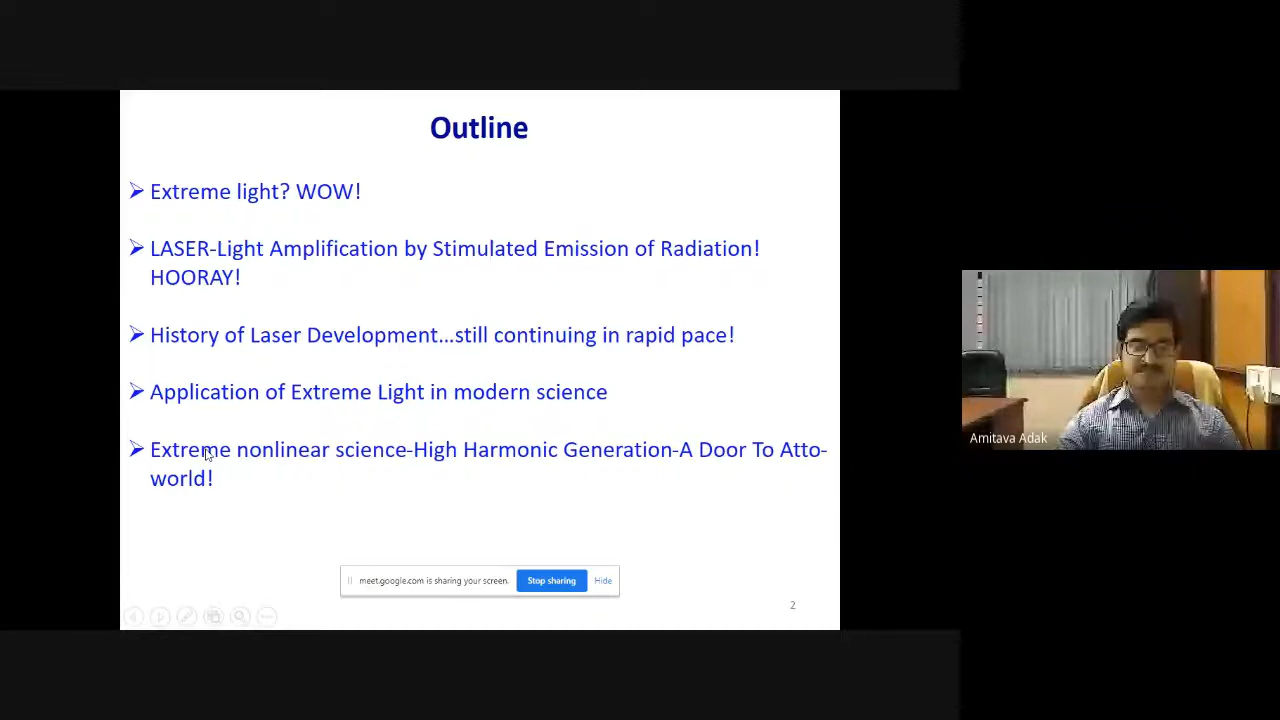 Outline
Extreme light? WOW!
LASER-Light Amplification by Stimulated Emission of Radiation!
HOORAY!
History of Laser Development...still continuing in rapid pace!
Application of Extreme Light in modern science
Extreme nonlinear science-High Harmonic Generation-A Door To Atto-
world!
meet.google.com is sharing your screen.
Stop sharing
Hide
2
Amitava Adak